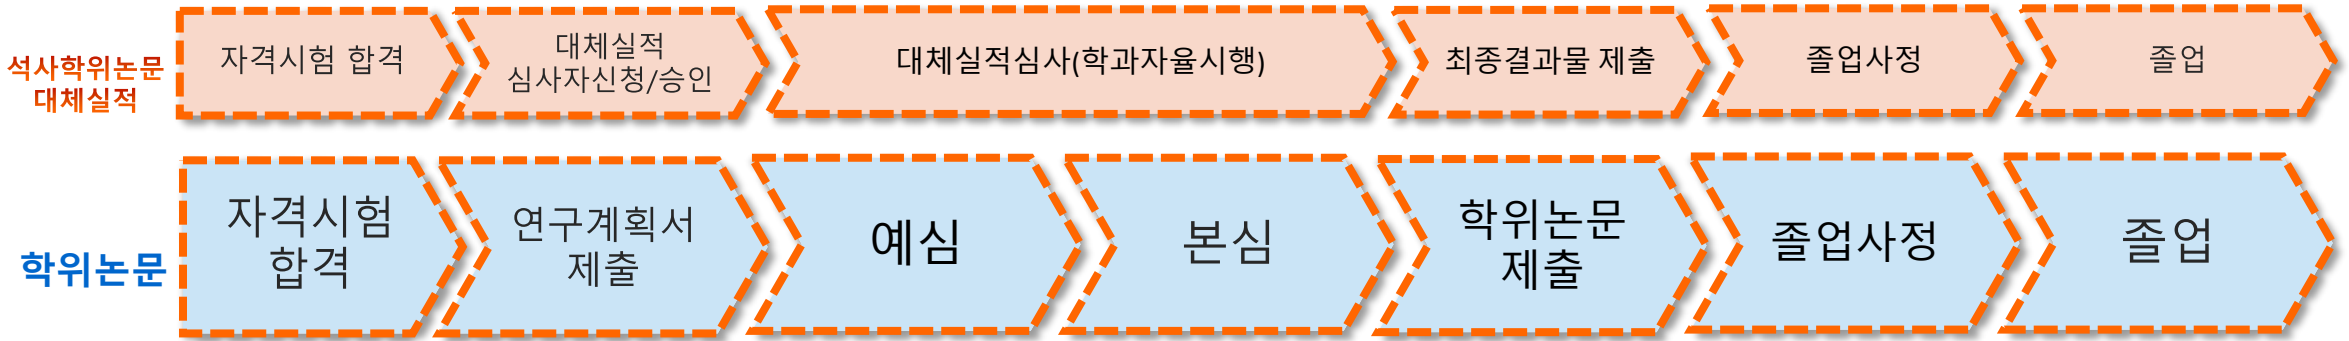 석사학위논문
대체실적
자격시험 합격
대체실적
심사자신청/승인
대체실적심사(학과자율시행)
최종결과물 제출
졸업사정
졸업
학위논문
자격시험
합격
연구계획서
제출
예심
본심
학위논문
제출
졸업사정
졸업